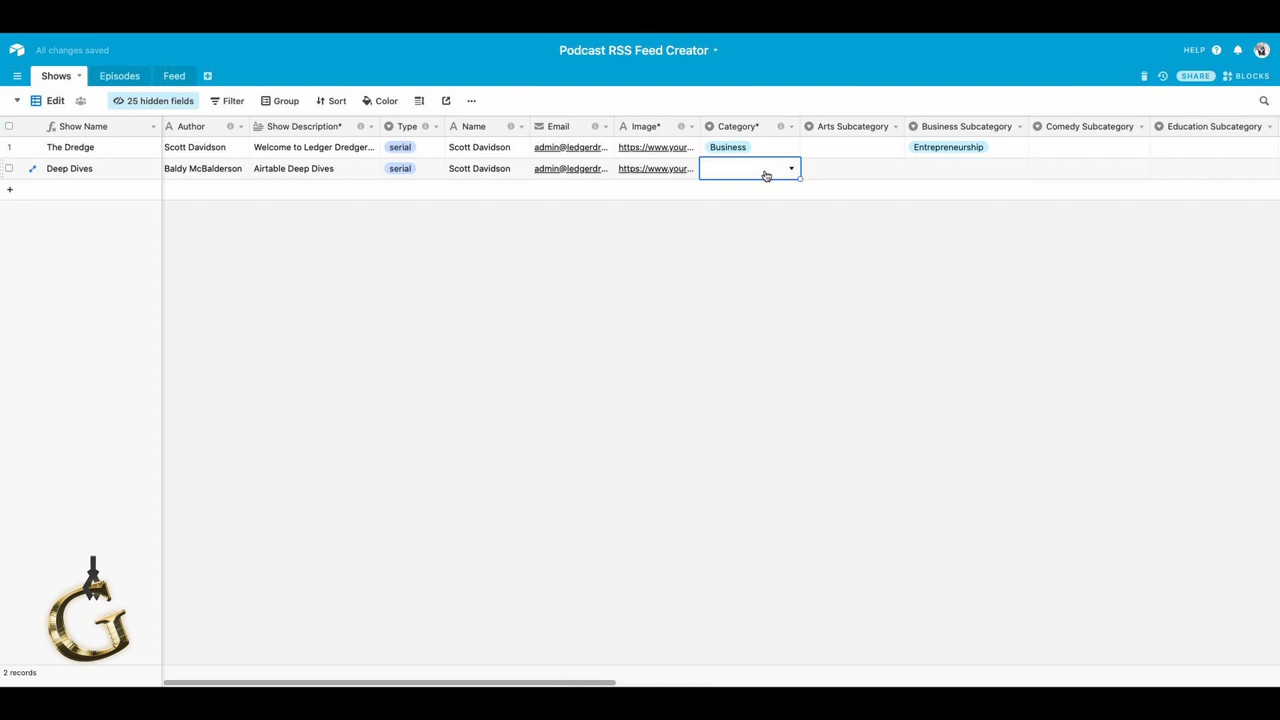 All changes saved
Podcast RSS Feed Creator
HELP
Shows
Episodes
Feed
SHARE
BLOCKS
Edit
25 hidden fields
Filter
Group
Sort
Color
Show Name
Author
Show Description*
Type
Name
Email
Image*
Category*
Arts Subcategory
Business Subcategory
Comedy Subcategory
Education Subcategory
1
The Dredge
Scott Davidson
Welcome to Ledger Dredger...
serial
Scott Davidson
admin@ledgerdr...
https://www.your...
Business
Entrepreneurship
Deep Dives
Baldy McBalderson
Airtable Deep Dives
serial
Scott Davidson
admin@ledgerdr...
https://www.your...
G
2 records